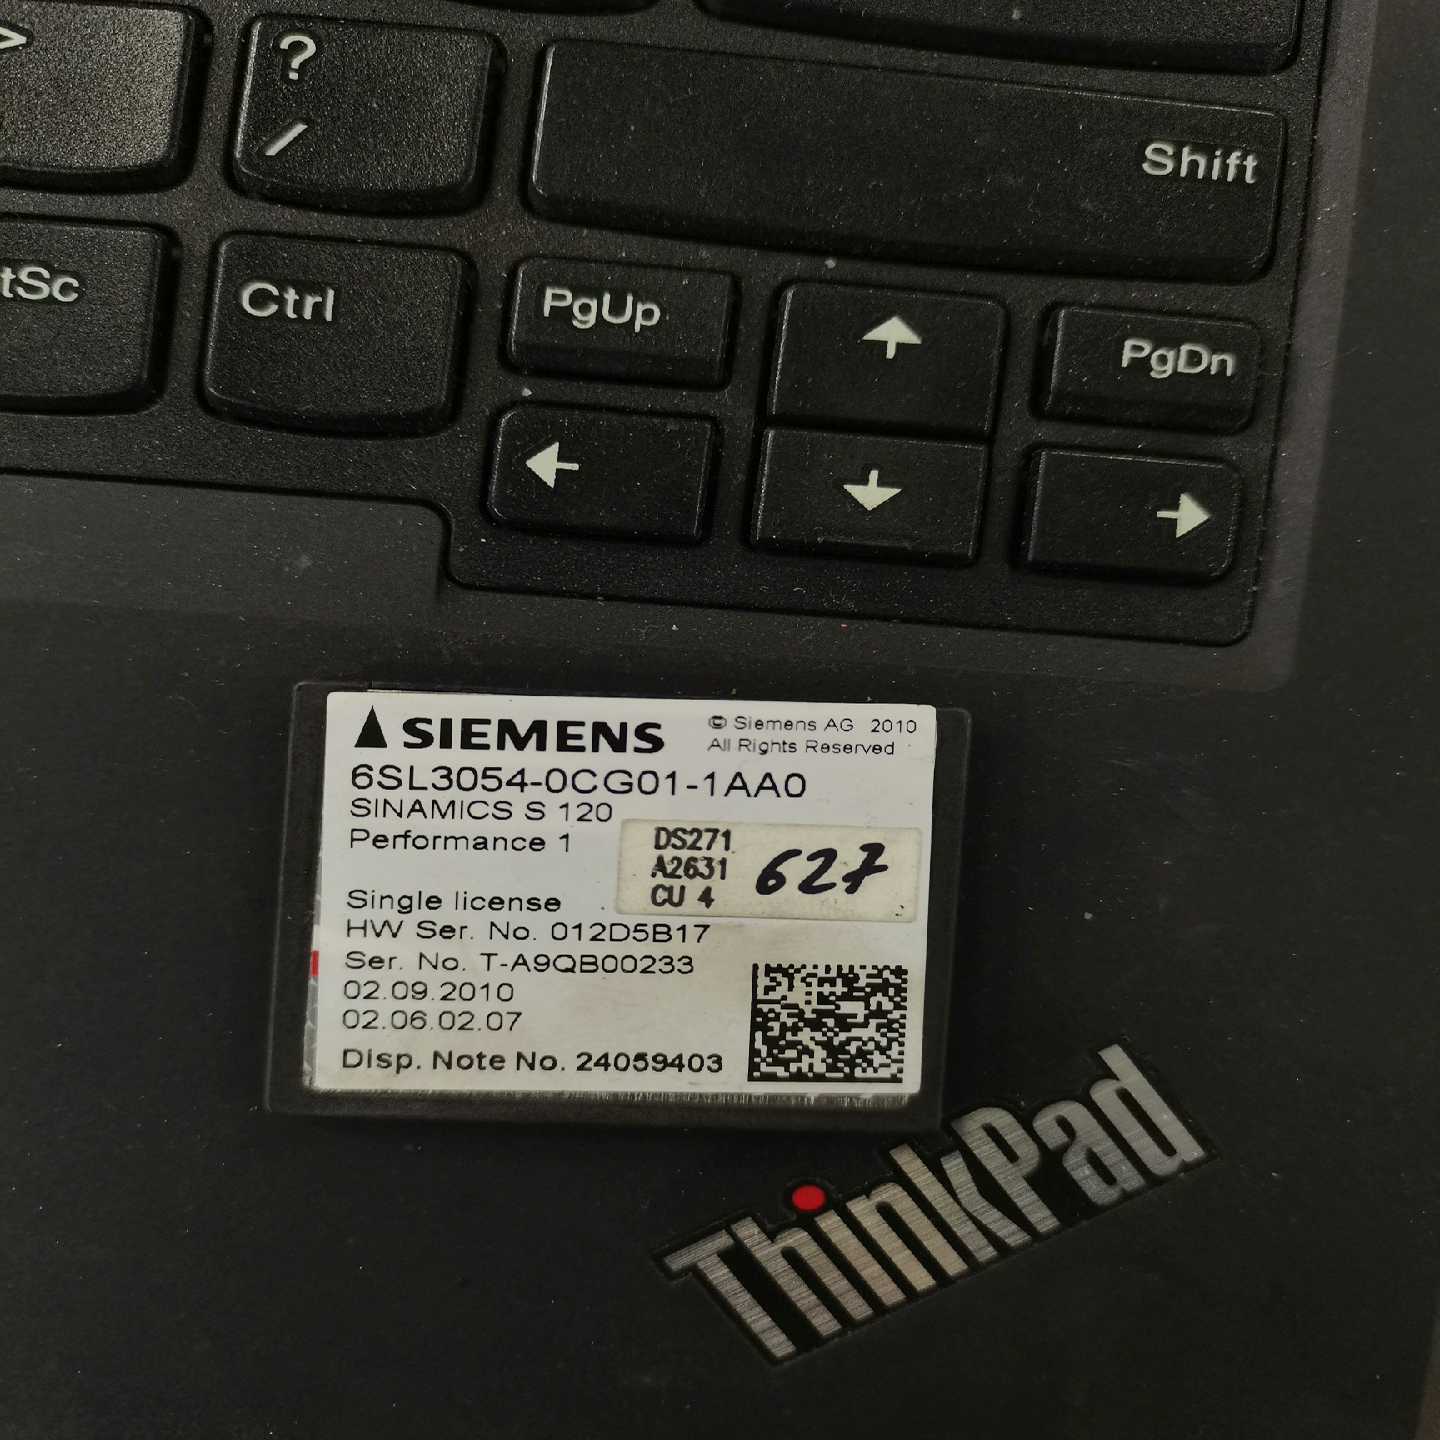 >
?
/
Shift
tSc
Ctrl
PgUp
PgDn
SIEMENS
© Siemens AG 2010
All Rights Reserved
6SL3054-0CG01-1AA0
SINAMICS S 120
Performance 1
DS271
A2631
CU 4
627
Single license
HW Ser. No. 012D5B17
Ser. No. T-A9QB00233
02.09.2010
02.06.02.07
Disp. Note No. 24059403
ThinkPad